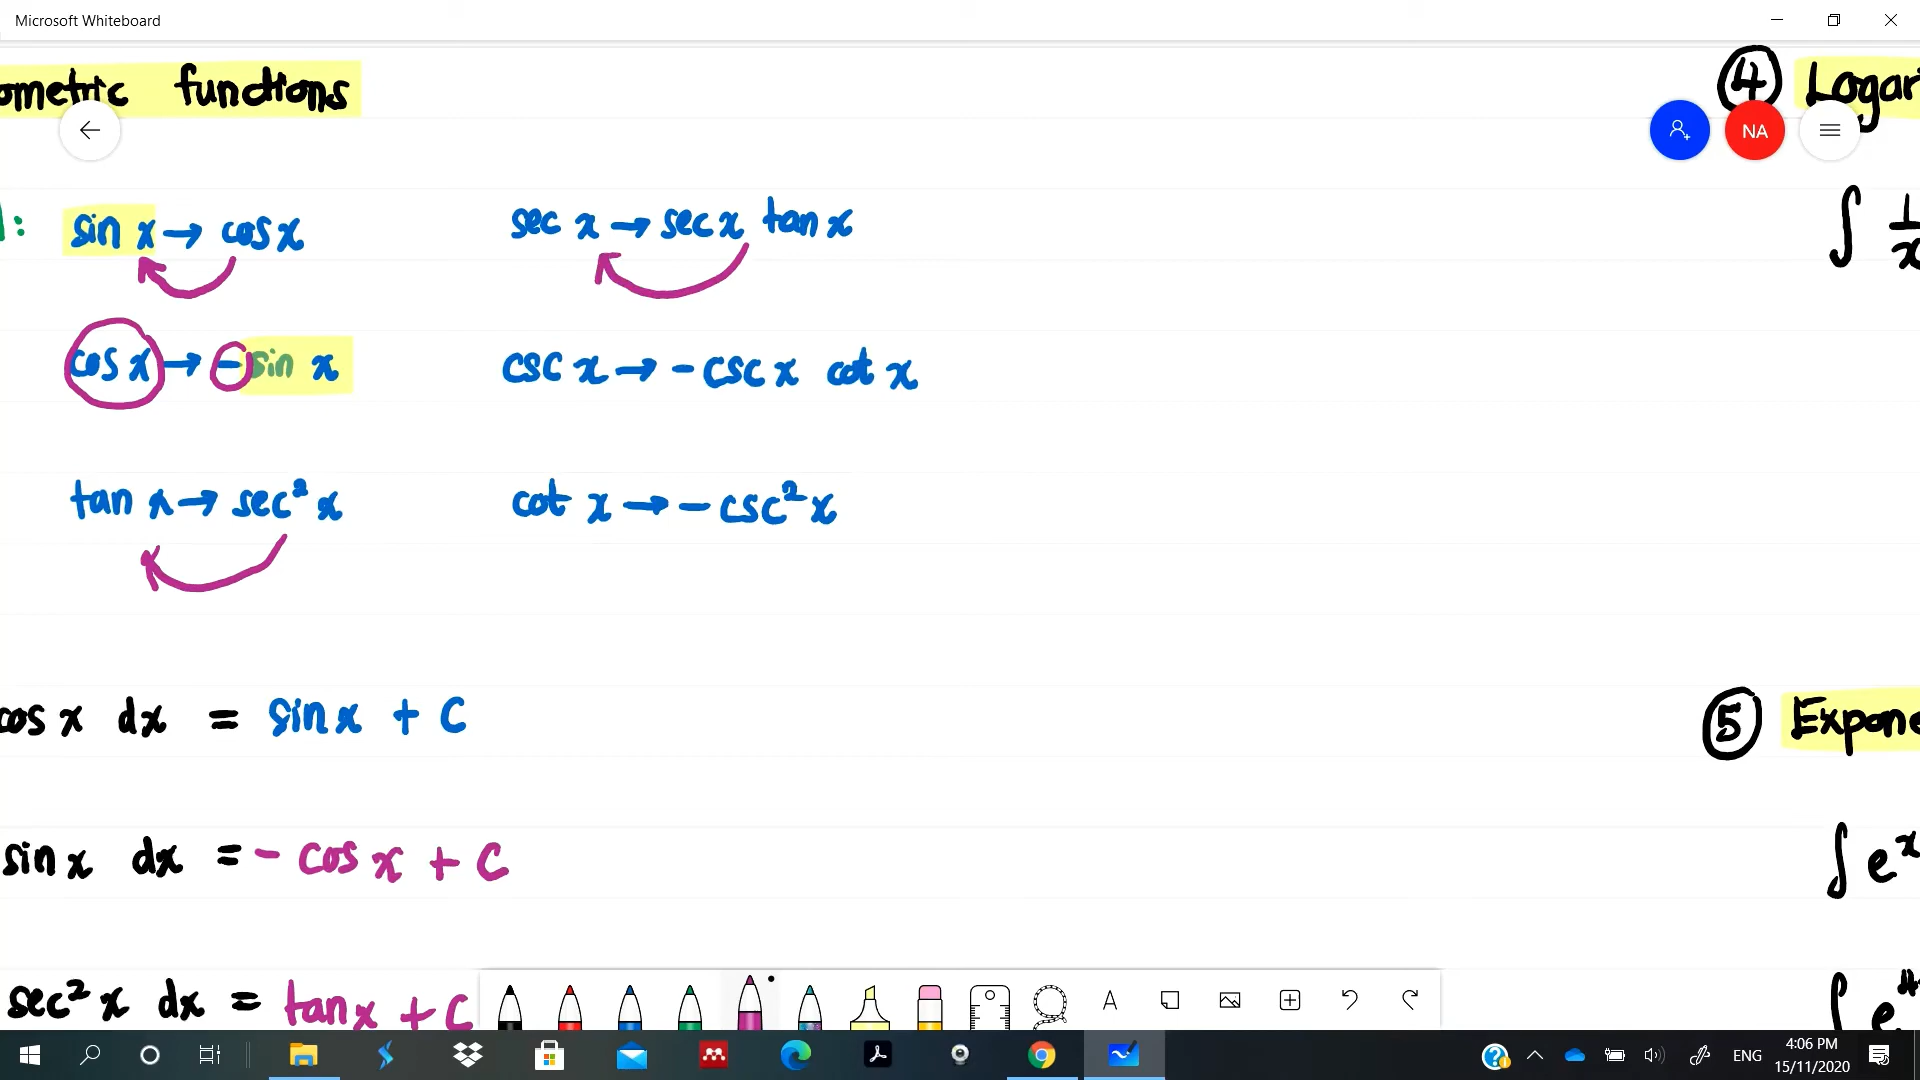 Microsoft Whiteboard
ometric functions
④ Logar
NA
: sin x → cos x
sec x → sec x tan x
∫ 1/x
cos x → - sin x
csc x → - csc x cot x
tan x → sec² x
cot x → - csc² x
cos x dx = sin x + C
⑤ Expone
sin x dx = - cos x + C
∫ e^x
sec² x dx = tan x + C
∫ e
A
ENG
4:06 PM
15/11/2020